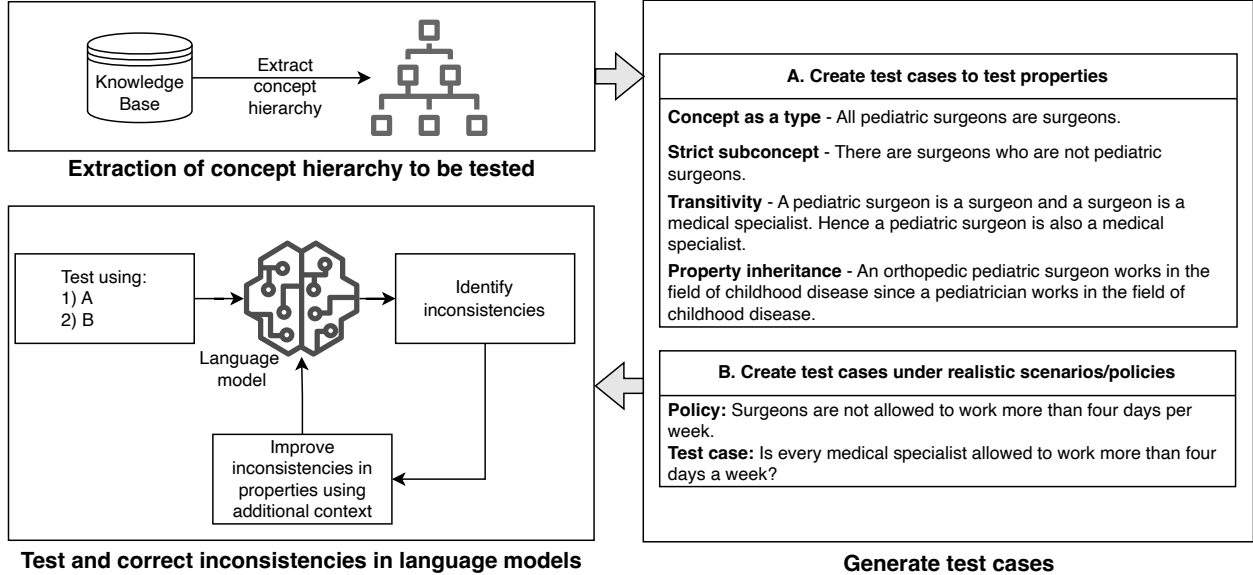 Knowledge
Base
Extract
concept
hierarchy
Extraction of concept hierarchy to be tested
A. Create test cases to test properties
Concept as a type - All pediatric surgeons are surgeons.
Strict subconcept - There are surgeons who are not pediatric
surgeons.
Transitivity - A pediatric surgeon is a surgeon and a surgeon is a
medical specialist. Hence a pediatric surgeon is also a medical
specialist.
Property inheritance - An orthopedic pediatric surgeon works in the
field of childhood disease since a pediatrician works in the field of
childhood disease.
B. Create test cases under realistic scenarios/policies
Policy: Surgeons are not allowed to work more than four days per
week.
Test case: Is every medical specialist allowed to work more than four
days a week?
Generate test cases
Test using:
1) A
2) B
Language
model
Identify
inconsistencies
Improve
inconsistencies in
properties using
additional context
Test and correct inconsistencies in language models